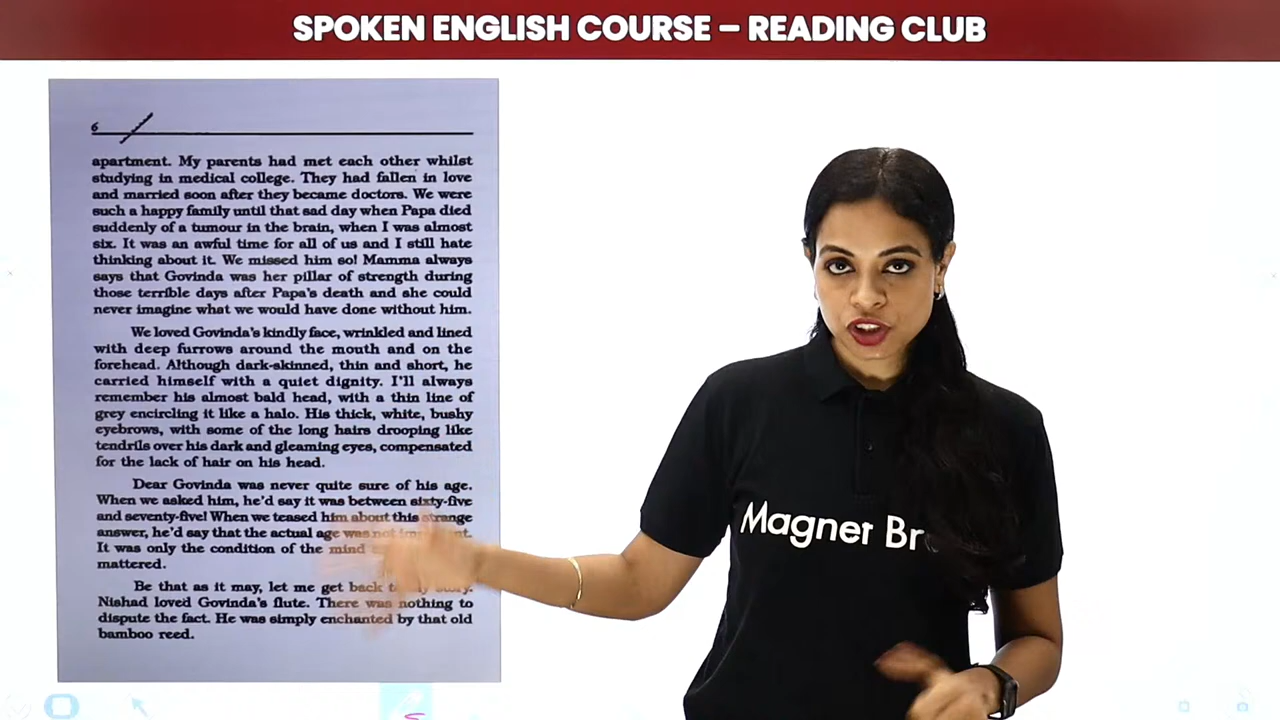 SPOKEN ENGLISH COURSE – READING CLUB
6
apartment. My parents had met each other whilst
studying in medical college. They had fallen in love
and married soon after they became doctors. We were
such a happy family until that sad day when Papa died
suddenly of a tumour in the brain, when I was almost
six. It was an awful time for all of us and I still hate
thinking about it. We missed him so! Mamma always
says that Govinda was her pillar of strength during
those terrible days after Papa's death and she could
never imagine what we would have done without him.
We loved Govinda's kindly face, wrinkled and lined
with deep furrows around the mouth and on the
forehead. Although dark-skinned, thin and short, he
carried himself with a quiet dignity. I'll always
remember his almost bald head, with a thin line of
grey encircling it like a halo. His thick, white, bushy
eyebrows, with some of the long hairs drooping like
tendrils over his dark and gleaming eyes, compensated
for the lack of hair on his head.
Dear Govinda was never quite sure of his age.
When we asked him, he'd say it was between sixty-five
and seventy-five! When we teased him about this strange
answer, he'd say that the actual age was not
It was only the condition of the mind
mattered.
Be that as it may, let me get back
Nishad loved Govinda's flute. There was nothing to
dispute the fact. He was simply enchanted by that old
bamboo reed.
Magnet Br